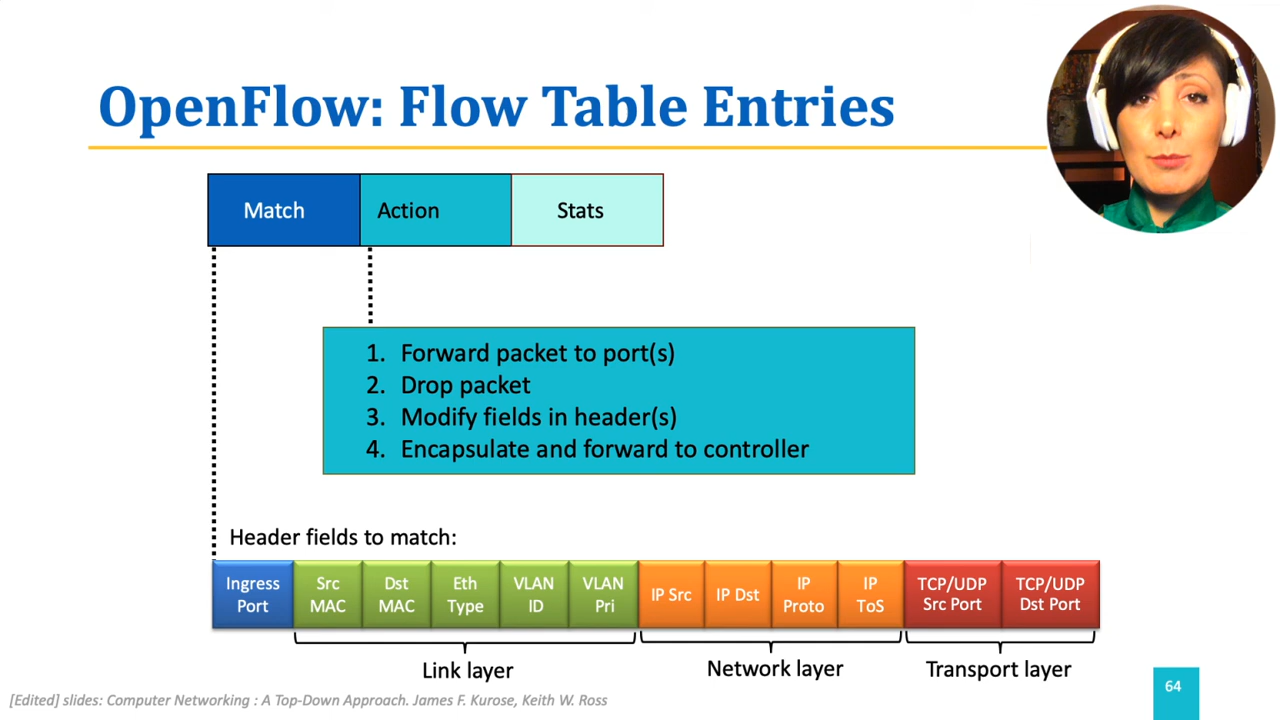 OpenFlow: Flow Table Entries
Match Action Stats
1. Forward packet to port(s)
2. Drop packet
3. Modify fields in header(s)
4. Encapsulate and forward to controller
Header fields to match:
Ingress Port
Src MAC
Dst MAC
Eth Type
VLAN ID
VLAN Pri
IP Src
IP Dst
IP Proto
IP ToS
TCP/UDP Src Port
TCP/UDP Dst Port
Link layer
Network layer
Transport layer
[Edited] slides: Computer Networking : A Top-Down Approach. James F. Kurose, Keith W. Ross
64